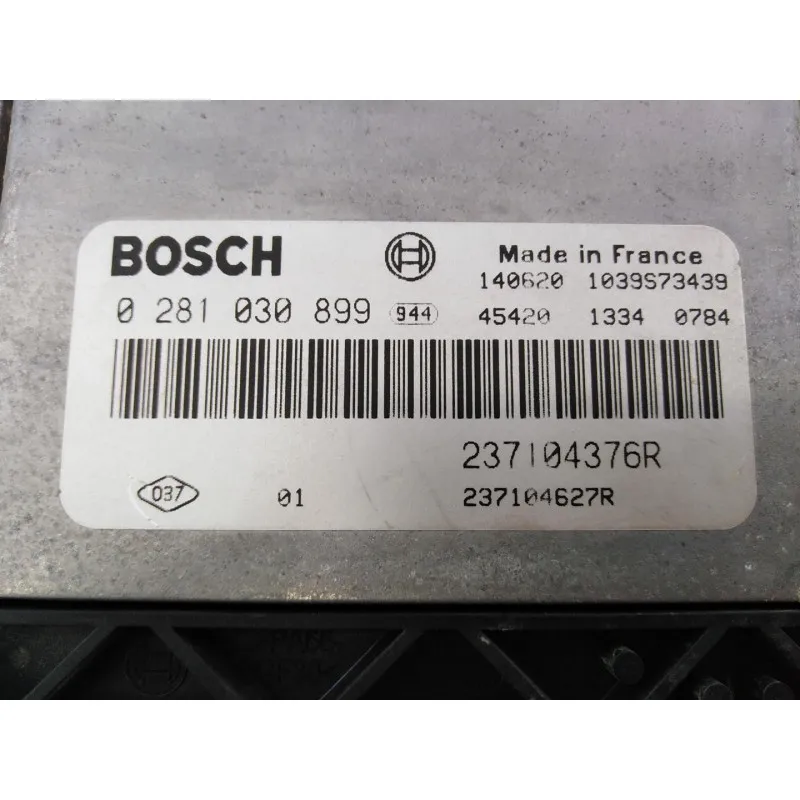 BOSCH
Made in France
140620 1039S73439
0 281 030 899 944 45420 1334 0784
237104376R
037 01 237104627R